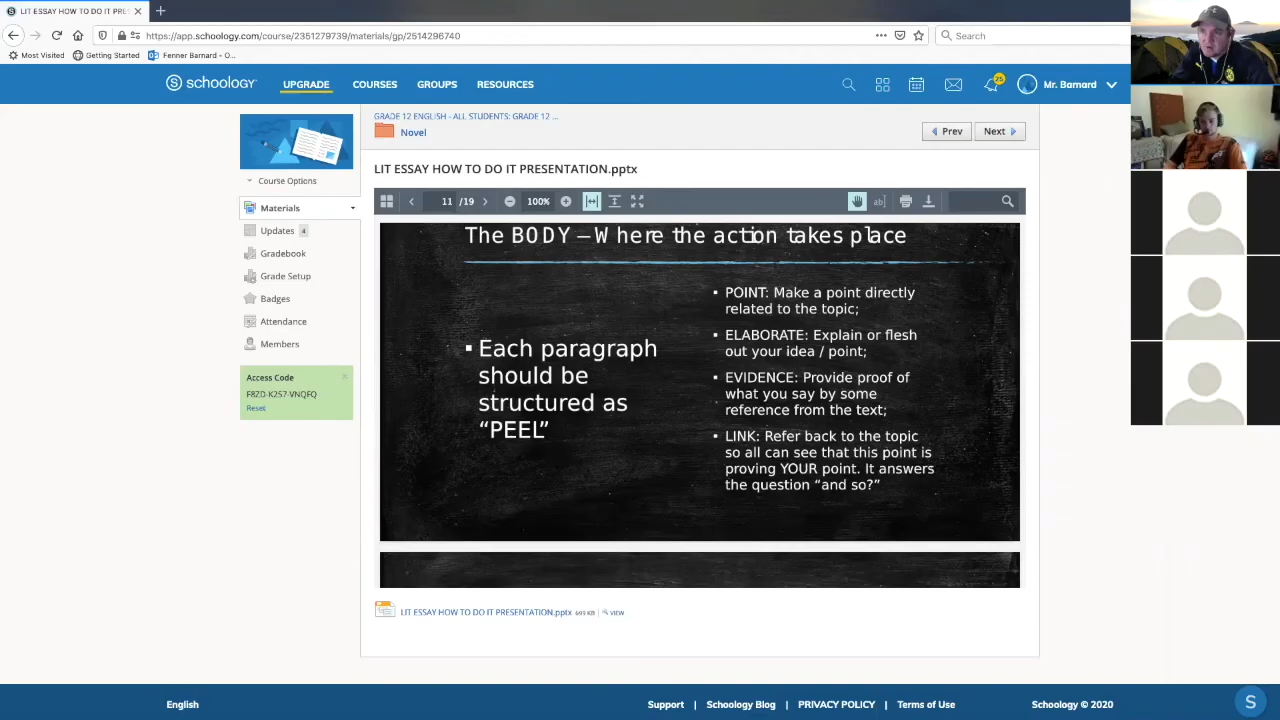 LIT ESSAY HOW TO DO IT PRES
https://app.schoology.com/course/2351279739/materials/gp/2514296740
Search
Most Visited
Getting Started
Fenner Barnard - O...
schoology
UPGRADE
COURSES
GROUPS
RESOURCES
25
Mr. Barnard
GRADE 12 ENGLISH - ALL STUDENTS: GRADE 12 ...
Novel
Prev
Next
Course Options
Materials
Updates 4
Gradebook
Grade Setup
Badges
Attendance
Members
Access Code
F8ZD-K257-VNQFQ
Reset
LIT ESSAY HOW TO DO IT PRESENTATION.pptx
11 /19
100%
The BODY – Where the action takes place
▪ Each paragraph
should be
structured as
“PEEL”
▪ POINT: Make a point directly
related to the topic;
▪ ELABORATE: Explain or flesh
out your idea / point;
▪ EVIDENCE: Provide proof of
what you say by some
reference from the text;
▪ LINK: Refer back to the topic
so all can see that this point is
proving YOUR point. It answers
the question “and so?”
LIT ESSAY HOW TO DO IT PRESENTATION.pptx 693 KB | VIEW
English
Support | Schoology Blog | PRIVACY POLICY | Terms of Use
Schoology © 2020
S